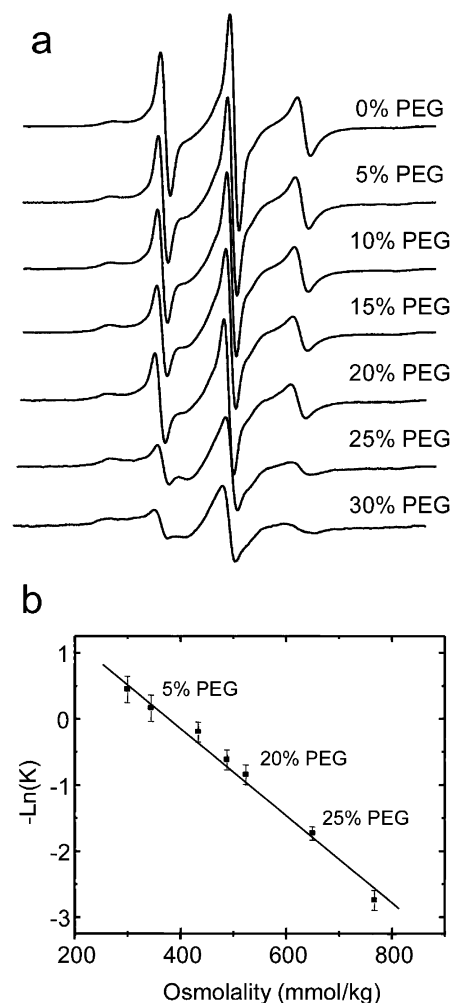 a
0% PEG
5% PEG
10% PEG
15% PEG
20% PEG
25% PEG
30% PEG
b
1
0
-1
-2
-3
-Ln(K)
5% PEG
20% PEG
25% PEG
200
400
600
800
Osmolality (mmol/kg)